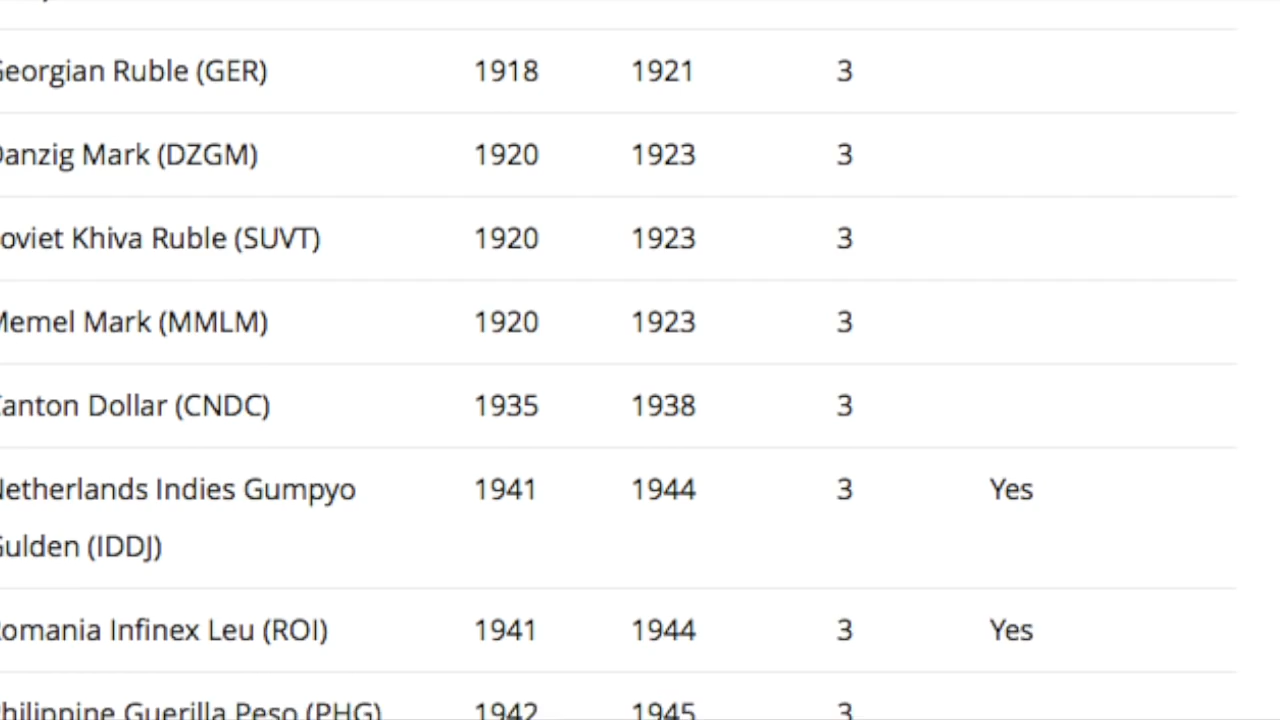 Georgian Ruble (GER) 1918 1921 3
Danzig Mark (DZGM) 1920 1923 3
Soviet Khiva Ruble (SUVT) 1920 1923 3
Memel Mark (MMLM) 1920 1923 3
Canton Dollar (CNDC) 1935 1938 3
Netherlands Indies Gumpyo 1941 1944 3 Yes
Gulden (IDDJ)
Romania Infinex Leu (ROI) 1941 1944 3 Yes
Philippine Guerilla Peso (PHG) 1942 1945 3